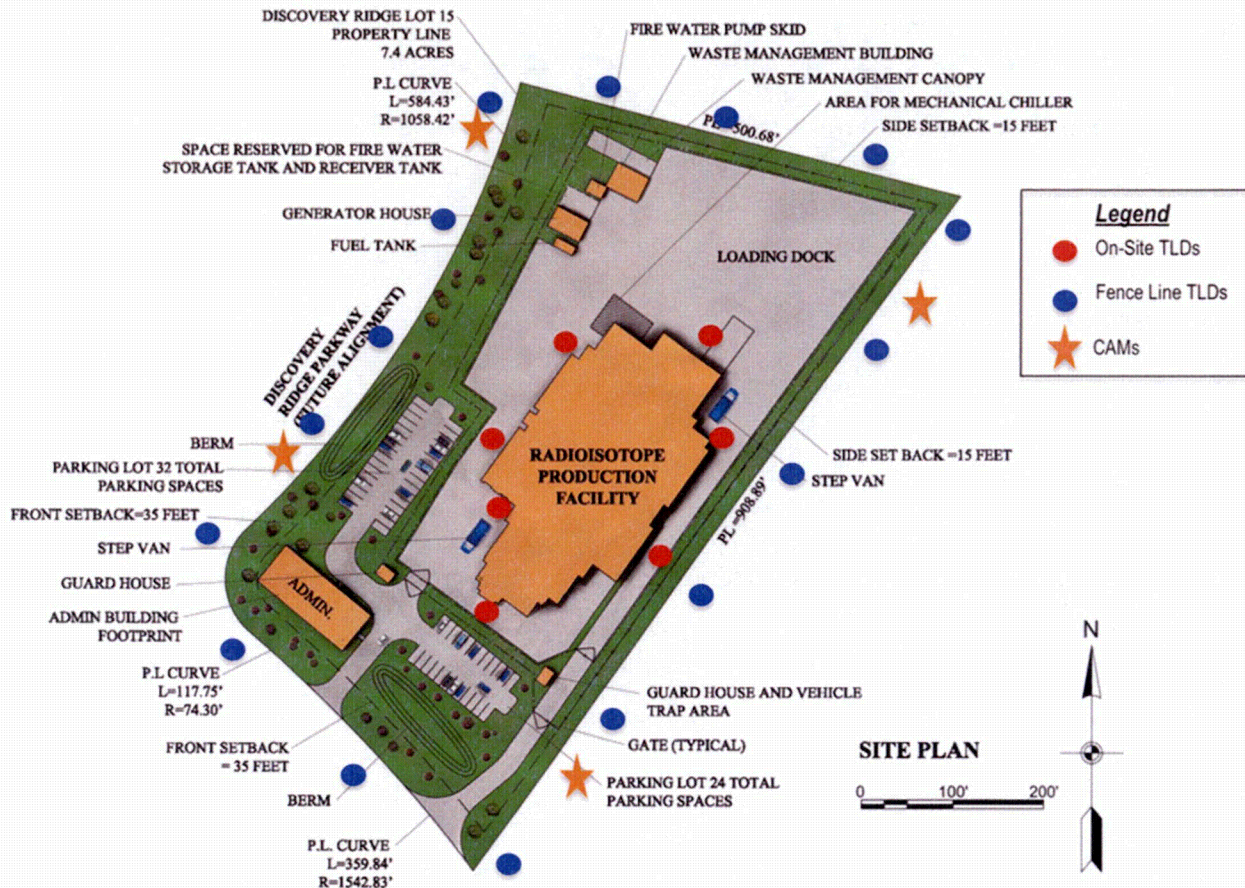 DISCOVERY RIDGE LOT 15
PROPERTY LINE
7.4 ACRES
P.L CURVE
L=584.43'
R=1058.42'
SPACE RESERVED FOR FIRE WATER
STORAGE TANK AND RECEIVER TANK
GENERATOR HOUSE
FUEL TANK
DISCOVERY
RIDGE PARKWAY
(FUTURE ALIGNMENT)
BERM
PARKING LOT 32 TOTAL
PARKING SPACES
FRONT SETBACK=35 FEET
STEP VAN
GUARD HOUSE
ADMIN BUILDING
FOOTPRINT
P.L CURVE
L=117.75'
R=74.30'
FRONT SETBACK
= 35 FEET
BERM
P.L. CURVE
L=359.84'
R=1542.83'
FIRE WATER PUMP SKID
WASTE MANAGEMENT BUILDING
WASTE MANAGEMENT CANOPY
AREA FOR MECHANICAL CHILLER
SIDE SETBACK =15 FEET
500.68'
LOADING DOCK
RADIOISOTOPE
PRODUCTION
FACILITY
ADMIN.
SIDE SET BACK =15 FEET
STEP VAN
PL =908.89'
GUARD HOUSE AND VEHICLE
TRAP AREA
GATE (TYPICAL)
PARKING LOT 24 TOTAL
PARKING SPACES
Legend
On-Site TLDs
Fence Line TLDs
CAMs
N
SITE PLAN
0 100' 200'